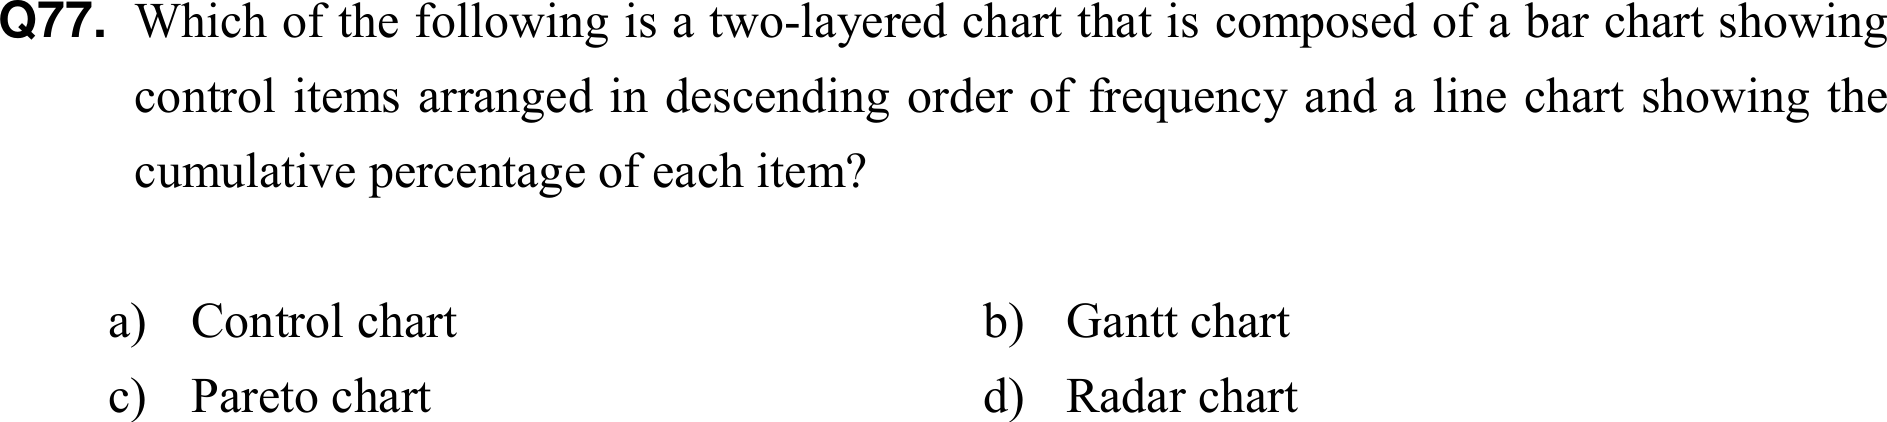 Q77. Which of the following is a two-layered chart that is composed of a bar chart showing
control items arranged in descending order of frequency and a line chart showing the
cumulative percentage of each item?
a) Control chart b) Gantt chart
c) Pareto chart d) Radar chart